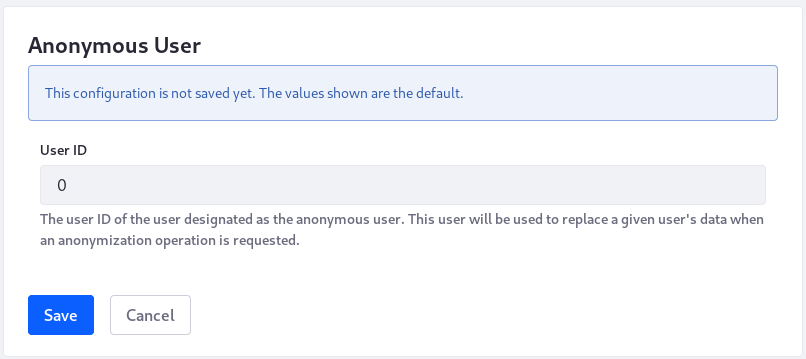 Anonymous User
This configuration is not saved yet. The values shown are the default.
User ID
0
The user ID of the user designated as the anonymous user. This user will be used to replace a given user's data when
an anonymization operation is requested.
Save Cancel